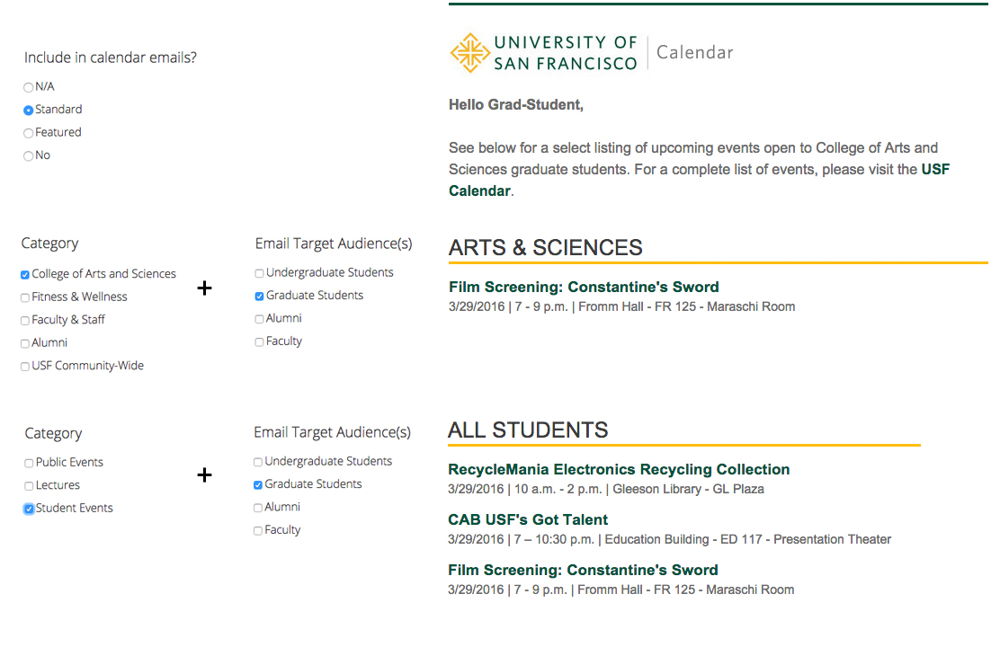 Include in calendar emails?
N/A
Standard
Featured
No
UNIVERSITY OF
SAN FRANCISCO
Calendar
Hello Grad-Student,
See below for a select listing of upcoming events open to College of Arts and
Sciences graduate students. For a complete list of events, please visit the USF
Calendar.
Category
College of Arts and Sciences
Fitness & Wellness
Faculty & Staff
Alumni
USF Community-Wide
+
Email Target Audience(s)
Undergraduate Students
Graduate Students
Alumni
Faculty
ARTS & SCIENCES
Film Screening: Constantine's Sword
3/29/2016 | 7 - 9 p.m. | Fromm Hall - FR 125 - Maraschi Room
Category
Public Events
Lectures
Student Events
+
Email Target Audience(s)
Undergraduate Students
Graduate Students
Alumni
Faculty
ALL STUDENTS
RecycleMania Electronics Recycling Collection
3/29/2016 | 10 a.m. - 2 p.m. | Gleeson Library - GL Plaza
CAB USF's Got Talent
3/29/2016 | 7 – 10:30 p.m. | Education Building - ED 117 - Presentation Theater
Film Screening: Constantine's Sword
3/29/2016 | 7 - 9 p.m. | Fromm Hall - FR 125 - Maraschi Room